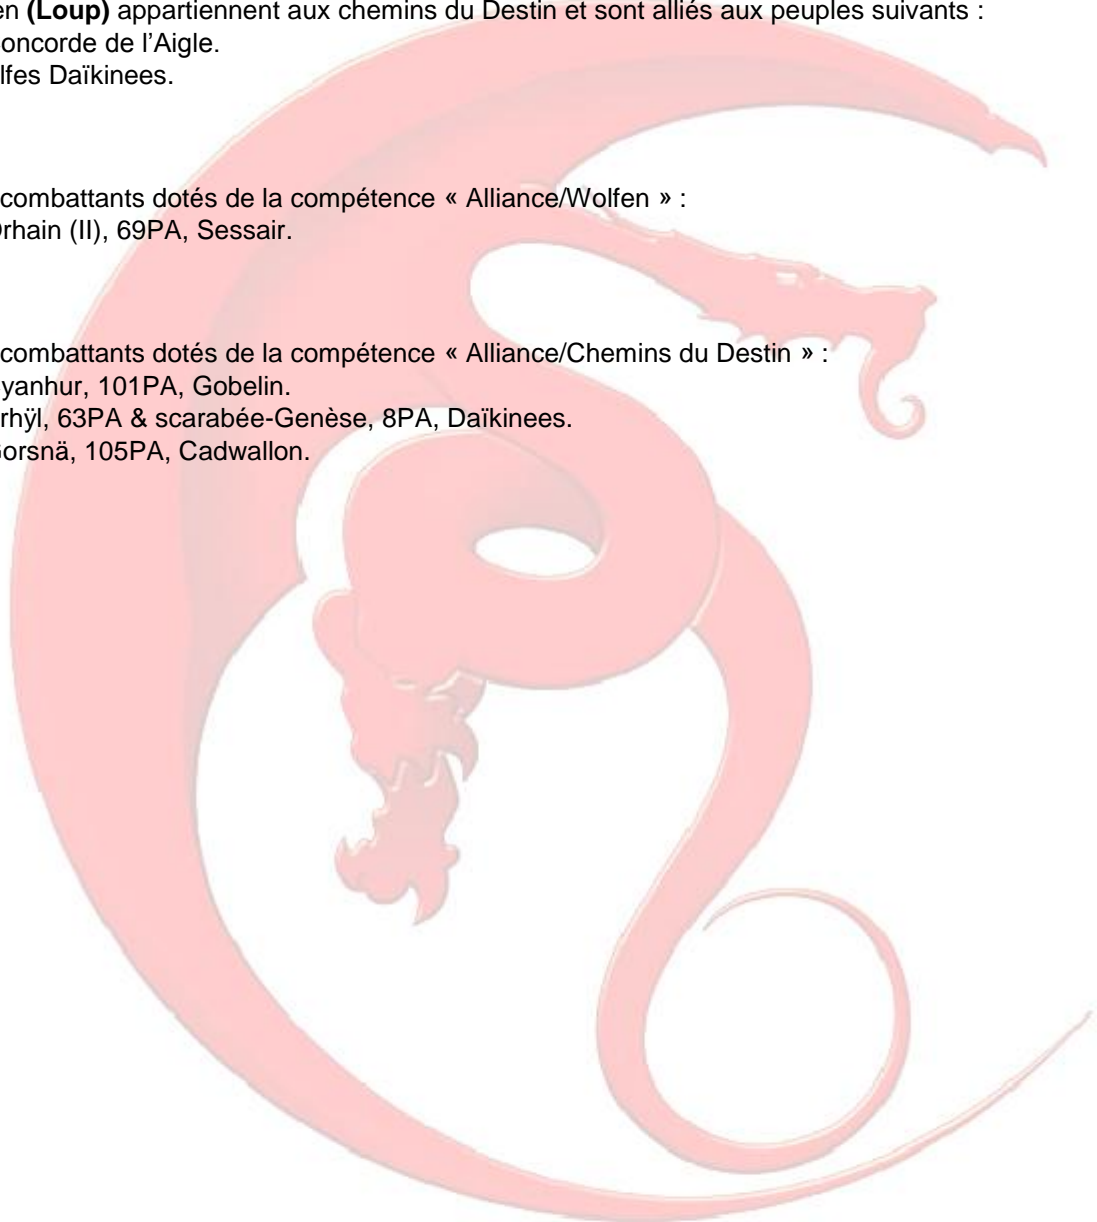 en (Loup) appartiennent aux chemins du Destin et sont alliés aux peuples suivants :
oncorde de l’Aigle.
lfes Daïkinees.
combattants dotés de la compétence « Alliance/Wolfen » :
Orhain (II), 69PA, Sessair.
combattants dotés de la compétence « Alliance/Chemins du Destin » :
yanhur, 101PA, Gobelin.
rhÿl, 63PA & scarabée-Genèse, 8PA, Daïkinees.
orsnä, 105PA, Cadwallon.